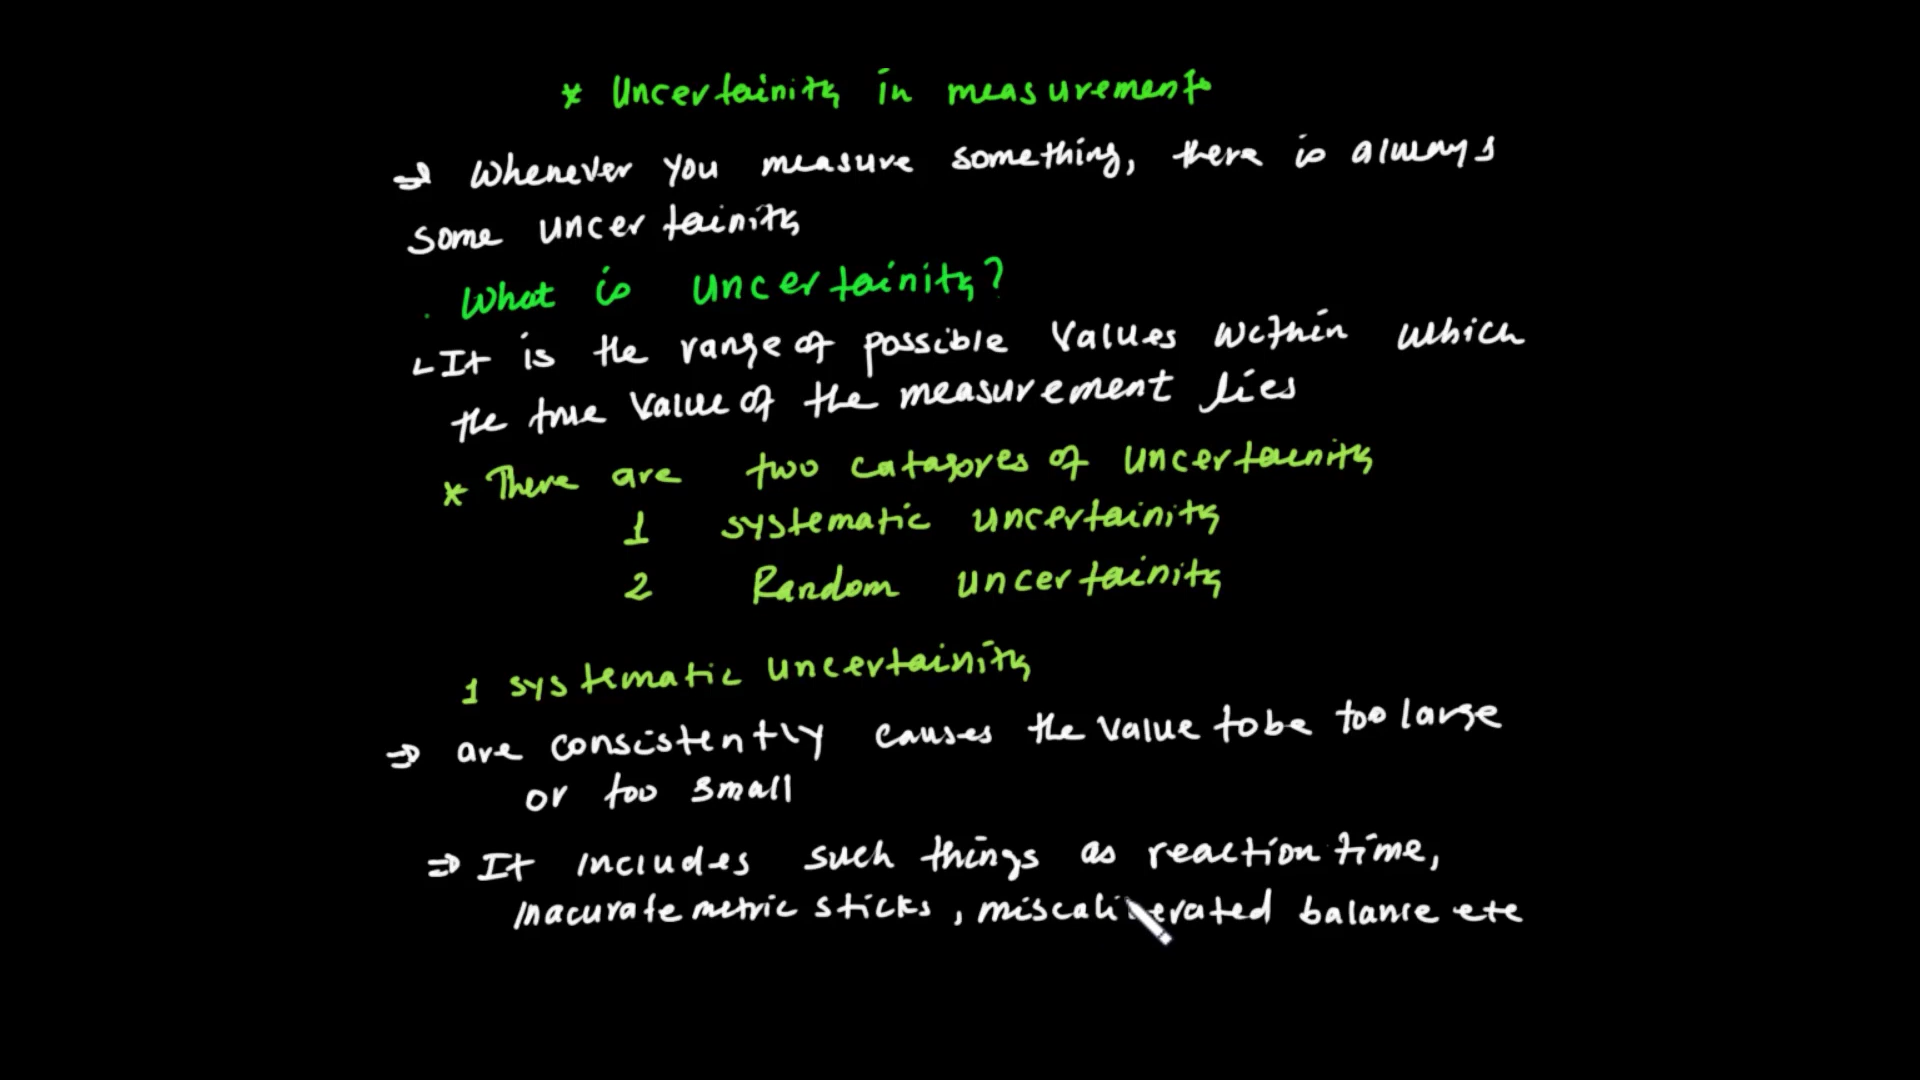 * Uncertainity in measurements
→ Whenever you measure something, there is always
some uncertainity
. What is uncertainity?
It is the range of possible values within which
the true value of the measurement lies
* There are two catagores of uncertainity
1 systematic uncertainity
2 Random uncertainity
1 systematic uncertainity
⇒ are consistently causes the value to be too large
or too small
⇒ It includes such things as reaction time,
inacurate metric sticks, miscaliberated balance etc